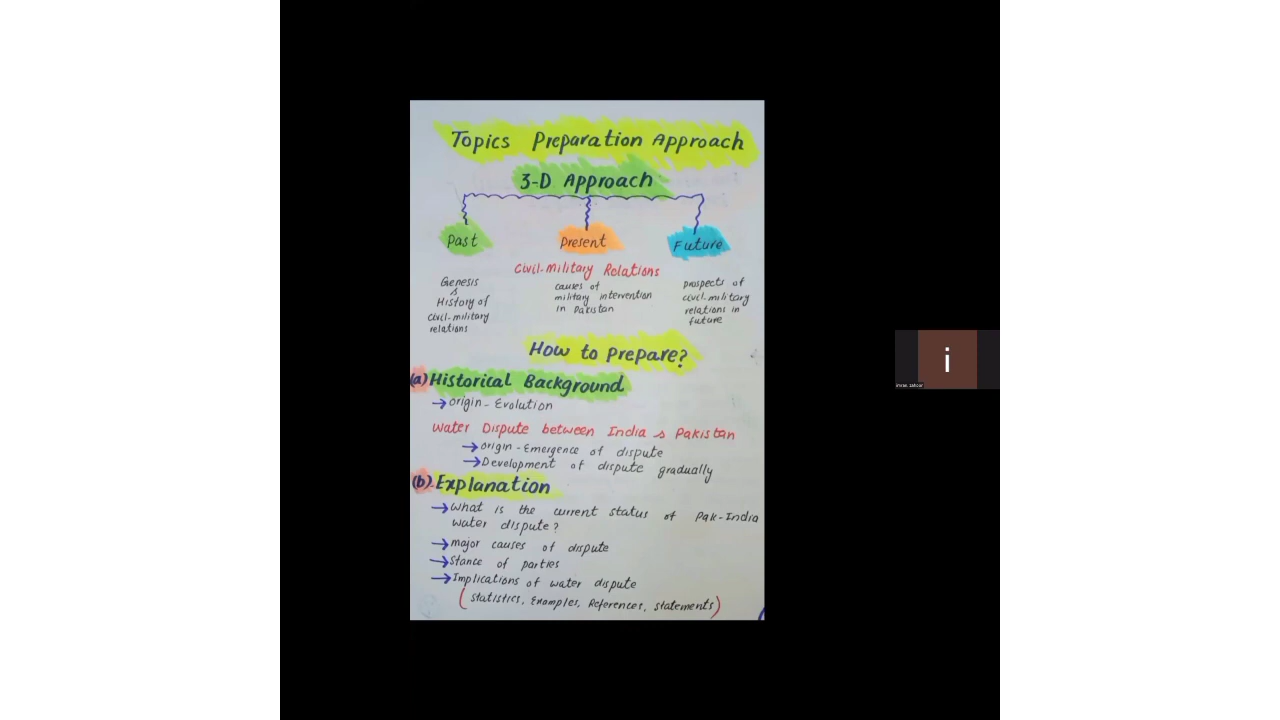 Topics Preparation Approach
3-D Approach
Past
Present
Future
Civil-military Relations
Genesis
&
History of
civil-military
relations
causes of
military intervention
in Pakistan
prospects of
civil-military
relations in
future
How to prepare?
(a) Historical Background
→ origin - Evolution
Water Dispute between India & Pakistan
→ origin - Emergence of dispute
→ Development of dispute gradually
(b) Explanation
→ What is the current status of Pak-India
water dispute?
→ major causes of dispute
→ Stance of parties
→ Implications of water dispute
(statistics, Examples, References, statements)
i
imran zahoor